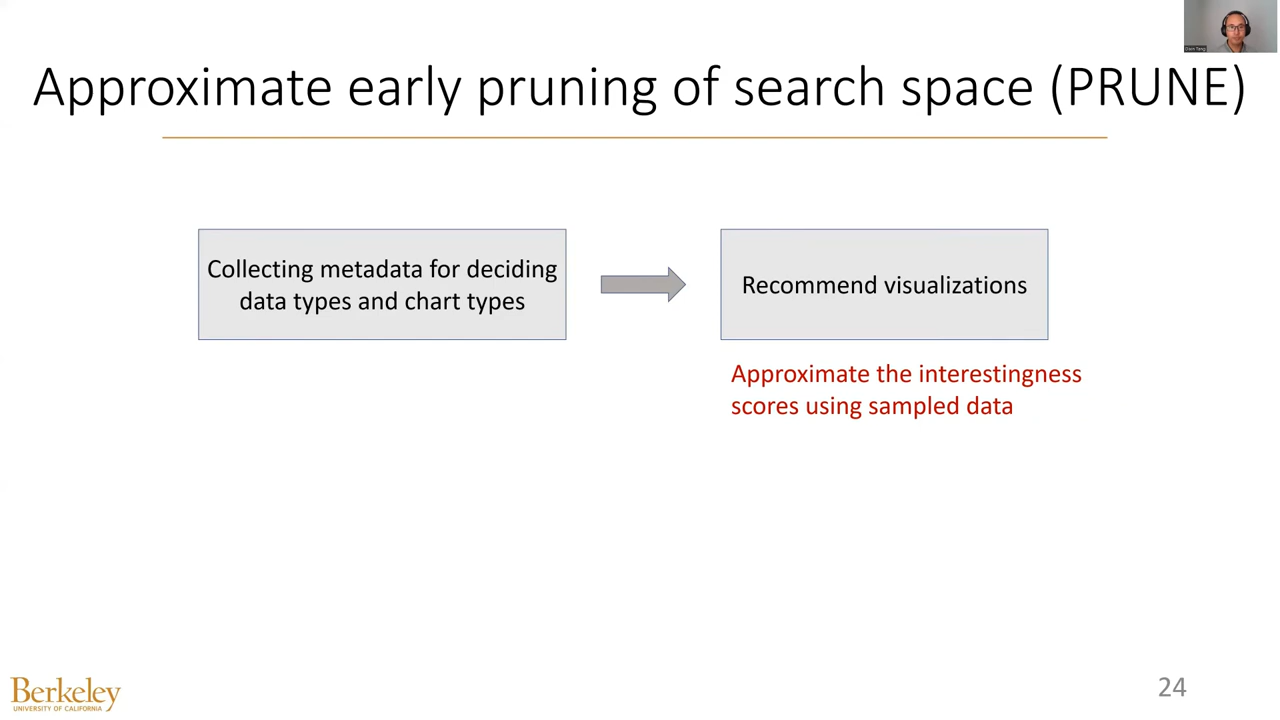 Approximate early pruning of search space (PRUNE)
Collecting metadata for deciding
data types and chart types
Recommend visualizations
Approximate the interestingness
scores using sampled data
Berkeley
UNIVERSITY OF CALIFORNIA
24